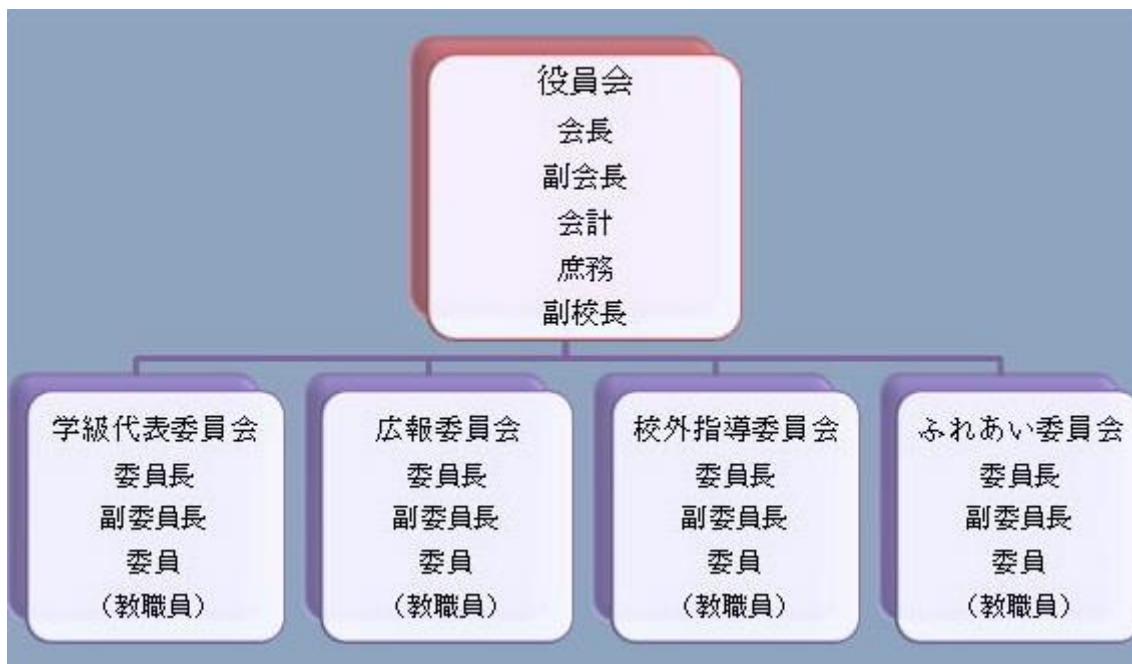 役員会
会長
副会長
会計
庶務
副校長
学級代表委員会
委員長
副委員長
委員
(教職員)
広報委員会
委員長
副委員長
委員
(教職員)
校外指導委員会
委員長
副委員長
委員
(教職員)
ふれあい委員会
委員長
副委員長
委員
(教職員)